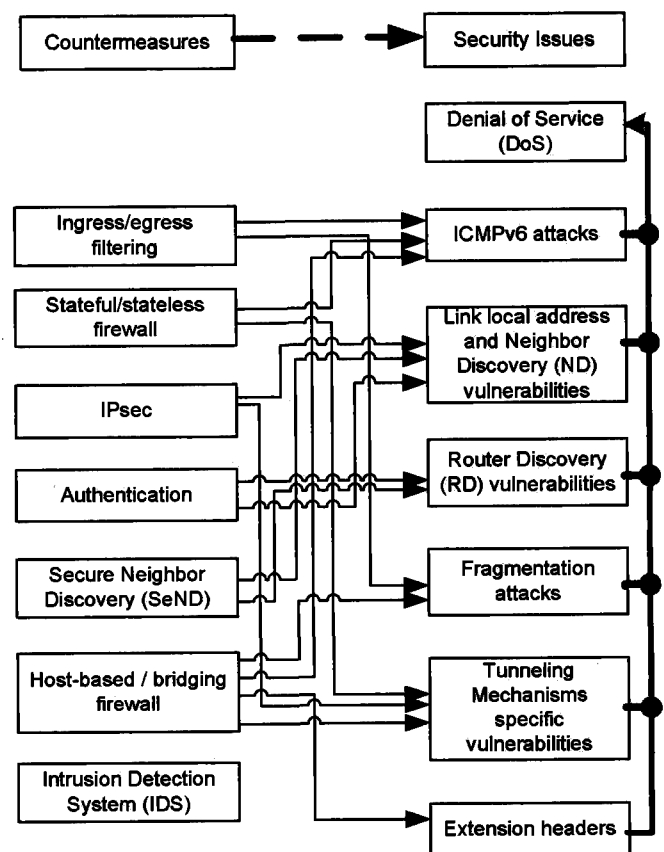 Countermeasures
Security Issues
Denial of Service
(DoS)
Ingress/egress
filtering
ICMPv6 attacks
Stateful/stateless
firewall
Link local address
and Neighbor
Discovery (ND)
vulnerabilities
IPsec
Authentication
Router Discovery
(RD) vulnerabilities
Secure Neighbor
Discovery (SeND)
Fragmentation
attacks
Host-based / bridging
firewall
Tunneling
Mechanisms
specific
vulnerabilities
Intrusion Detection
System (IDS)
Extension headers